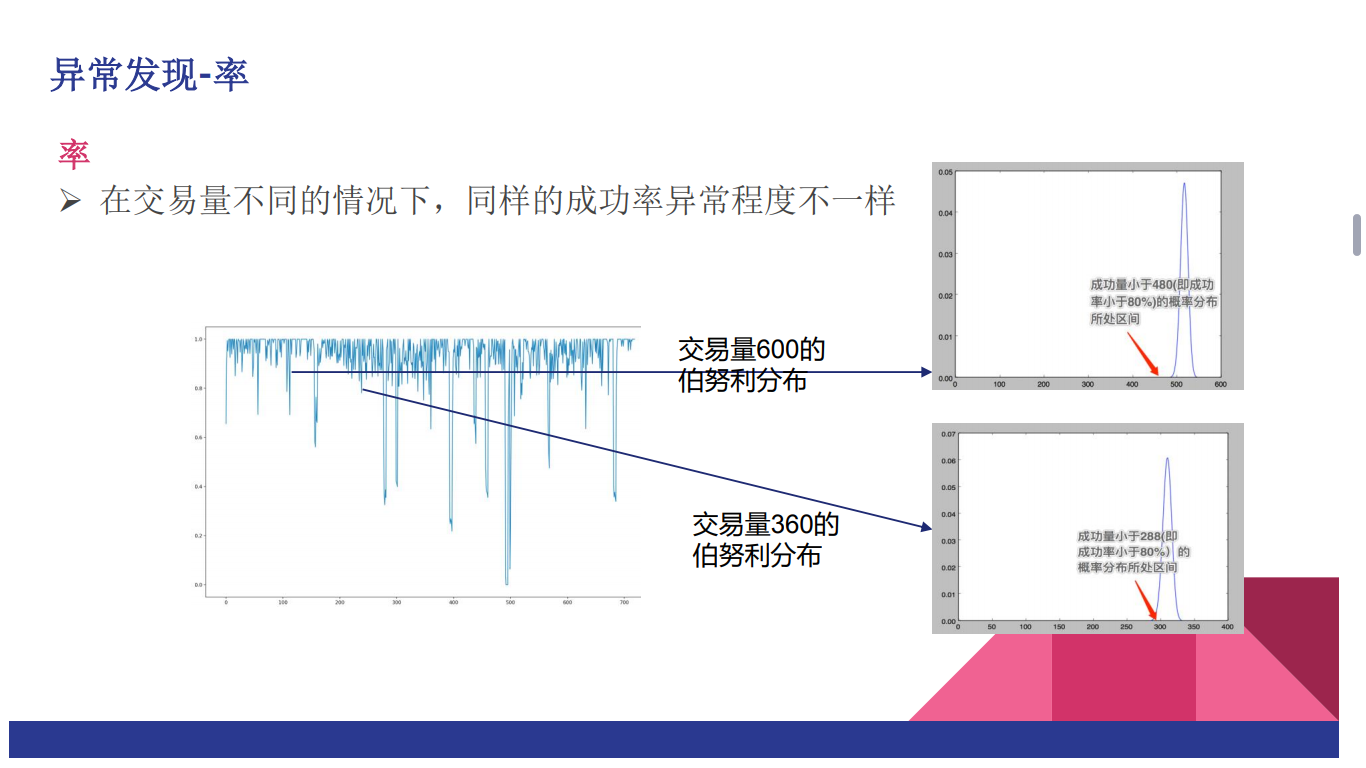 异常发现-率
率
➢ 在交易量不同的情况下，同样的成功率异常程度不一样
1.0
0.8
0.6
0.4
0.2
0.0
0 100 200 300 400 500 600 700
交易量600的
伯努利分布
0.05
0.04
0.03
0.02
0.01
0.00
0 100 200 300 400 500 600
成功量小于480(即成功
率小于80%)的概率分布
所处区间
交易量360的
伯努利分布
0.07
0.06
0.05
0.04
0.03
0.02
0.01
0.00
0 50 100 150 200 250 300 350 400
成功量小于288(即
成功率小于80%）的
概率分布所处区间